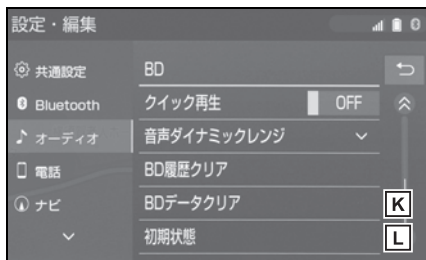 設定・編集
共通設定
Bluetooth
オーディオ
電話
ナビ
BD
クイック再生 OFF
音声ダイナミックレンジ
BD履歴クリア
BDデータクリア K
初期状態 L